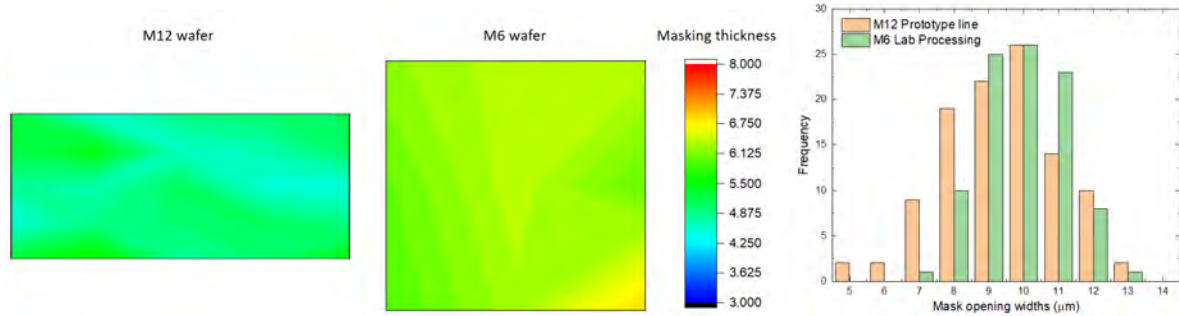 M12 wafer
M6 wafer
Masking thickness
8.000
7.375
6.750
6.125
5.500
4.875
4.250
3.625
3.000
30
25
20
15
10
5
0
Frequency
M12 Prototype line
M6 Lab Processing
5 6 7 8 9 10 11 12 13 14
Mask opening widths (μm)